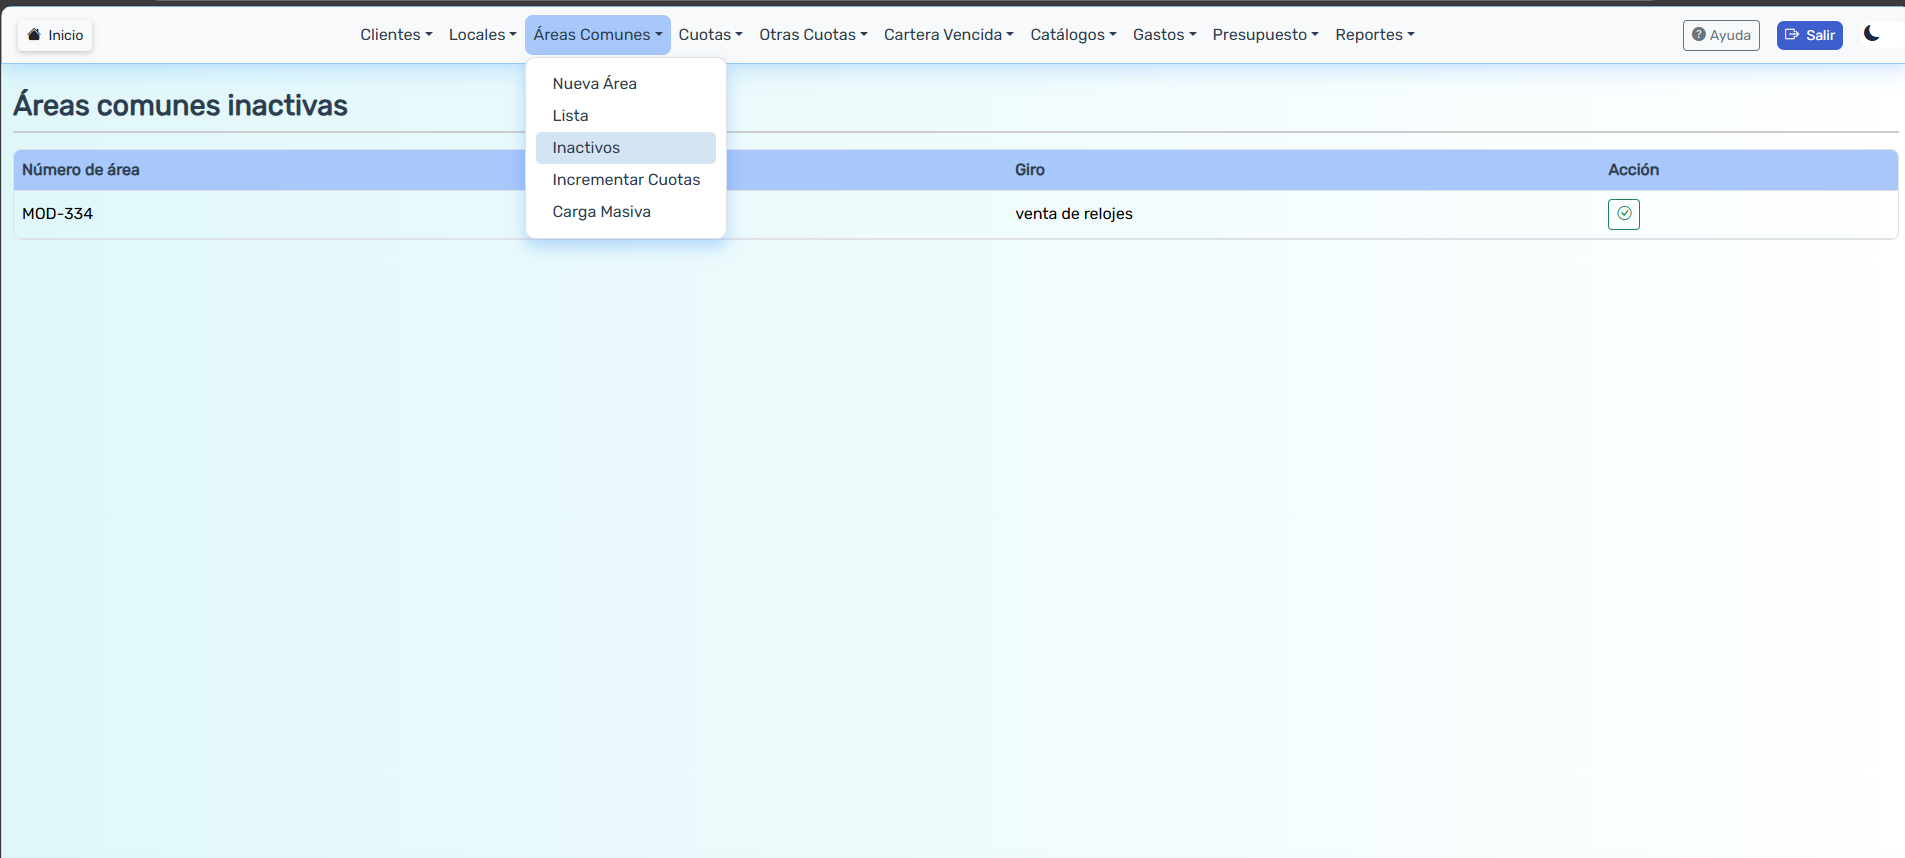 Inicio
Clientes Locales Áreas Comunes Cuotas Otras Cuotas Cartera Vencida Catálogos Gastos Presupuesto Reportes
Ayuda
Salir
Nueva Área
Lista
Inactivos
Incrementar Cuotas
Carga Masiva
Áreas comunes inactivas
Número de área Giro Acción
MOD-334 venta de relojes